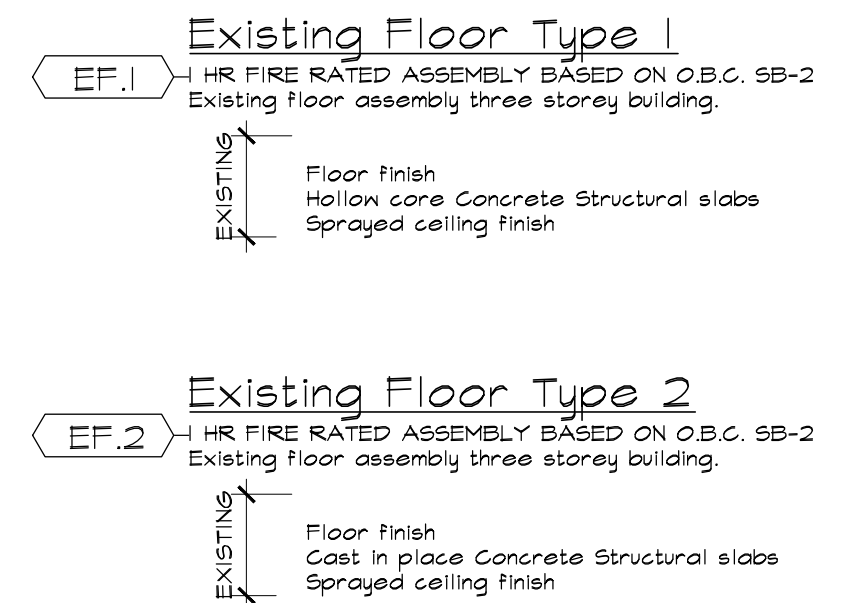 Existing Floor Type 1
EF.1
1 HR FIRE RATED ASSEMBLY BASED ON O.B.C. SB-2
Existing floor assembly three storey building.
EXISTING
Floor finish
Hollow core Concrete Structural slabs
Sprayed ceiling finish
Existing Floor Type 2
EF.2
1 HR FIRE RATED ASSEMBLY BASED ON O.B.C. SB-2
Existing floor assembly three storey building.
EXISTING
Floor finish
Cast in place Concrete Structural slabs
Sprayed ceiling finish